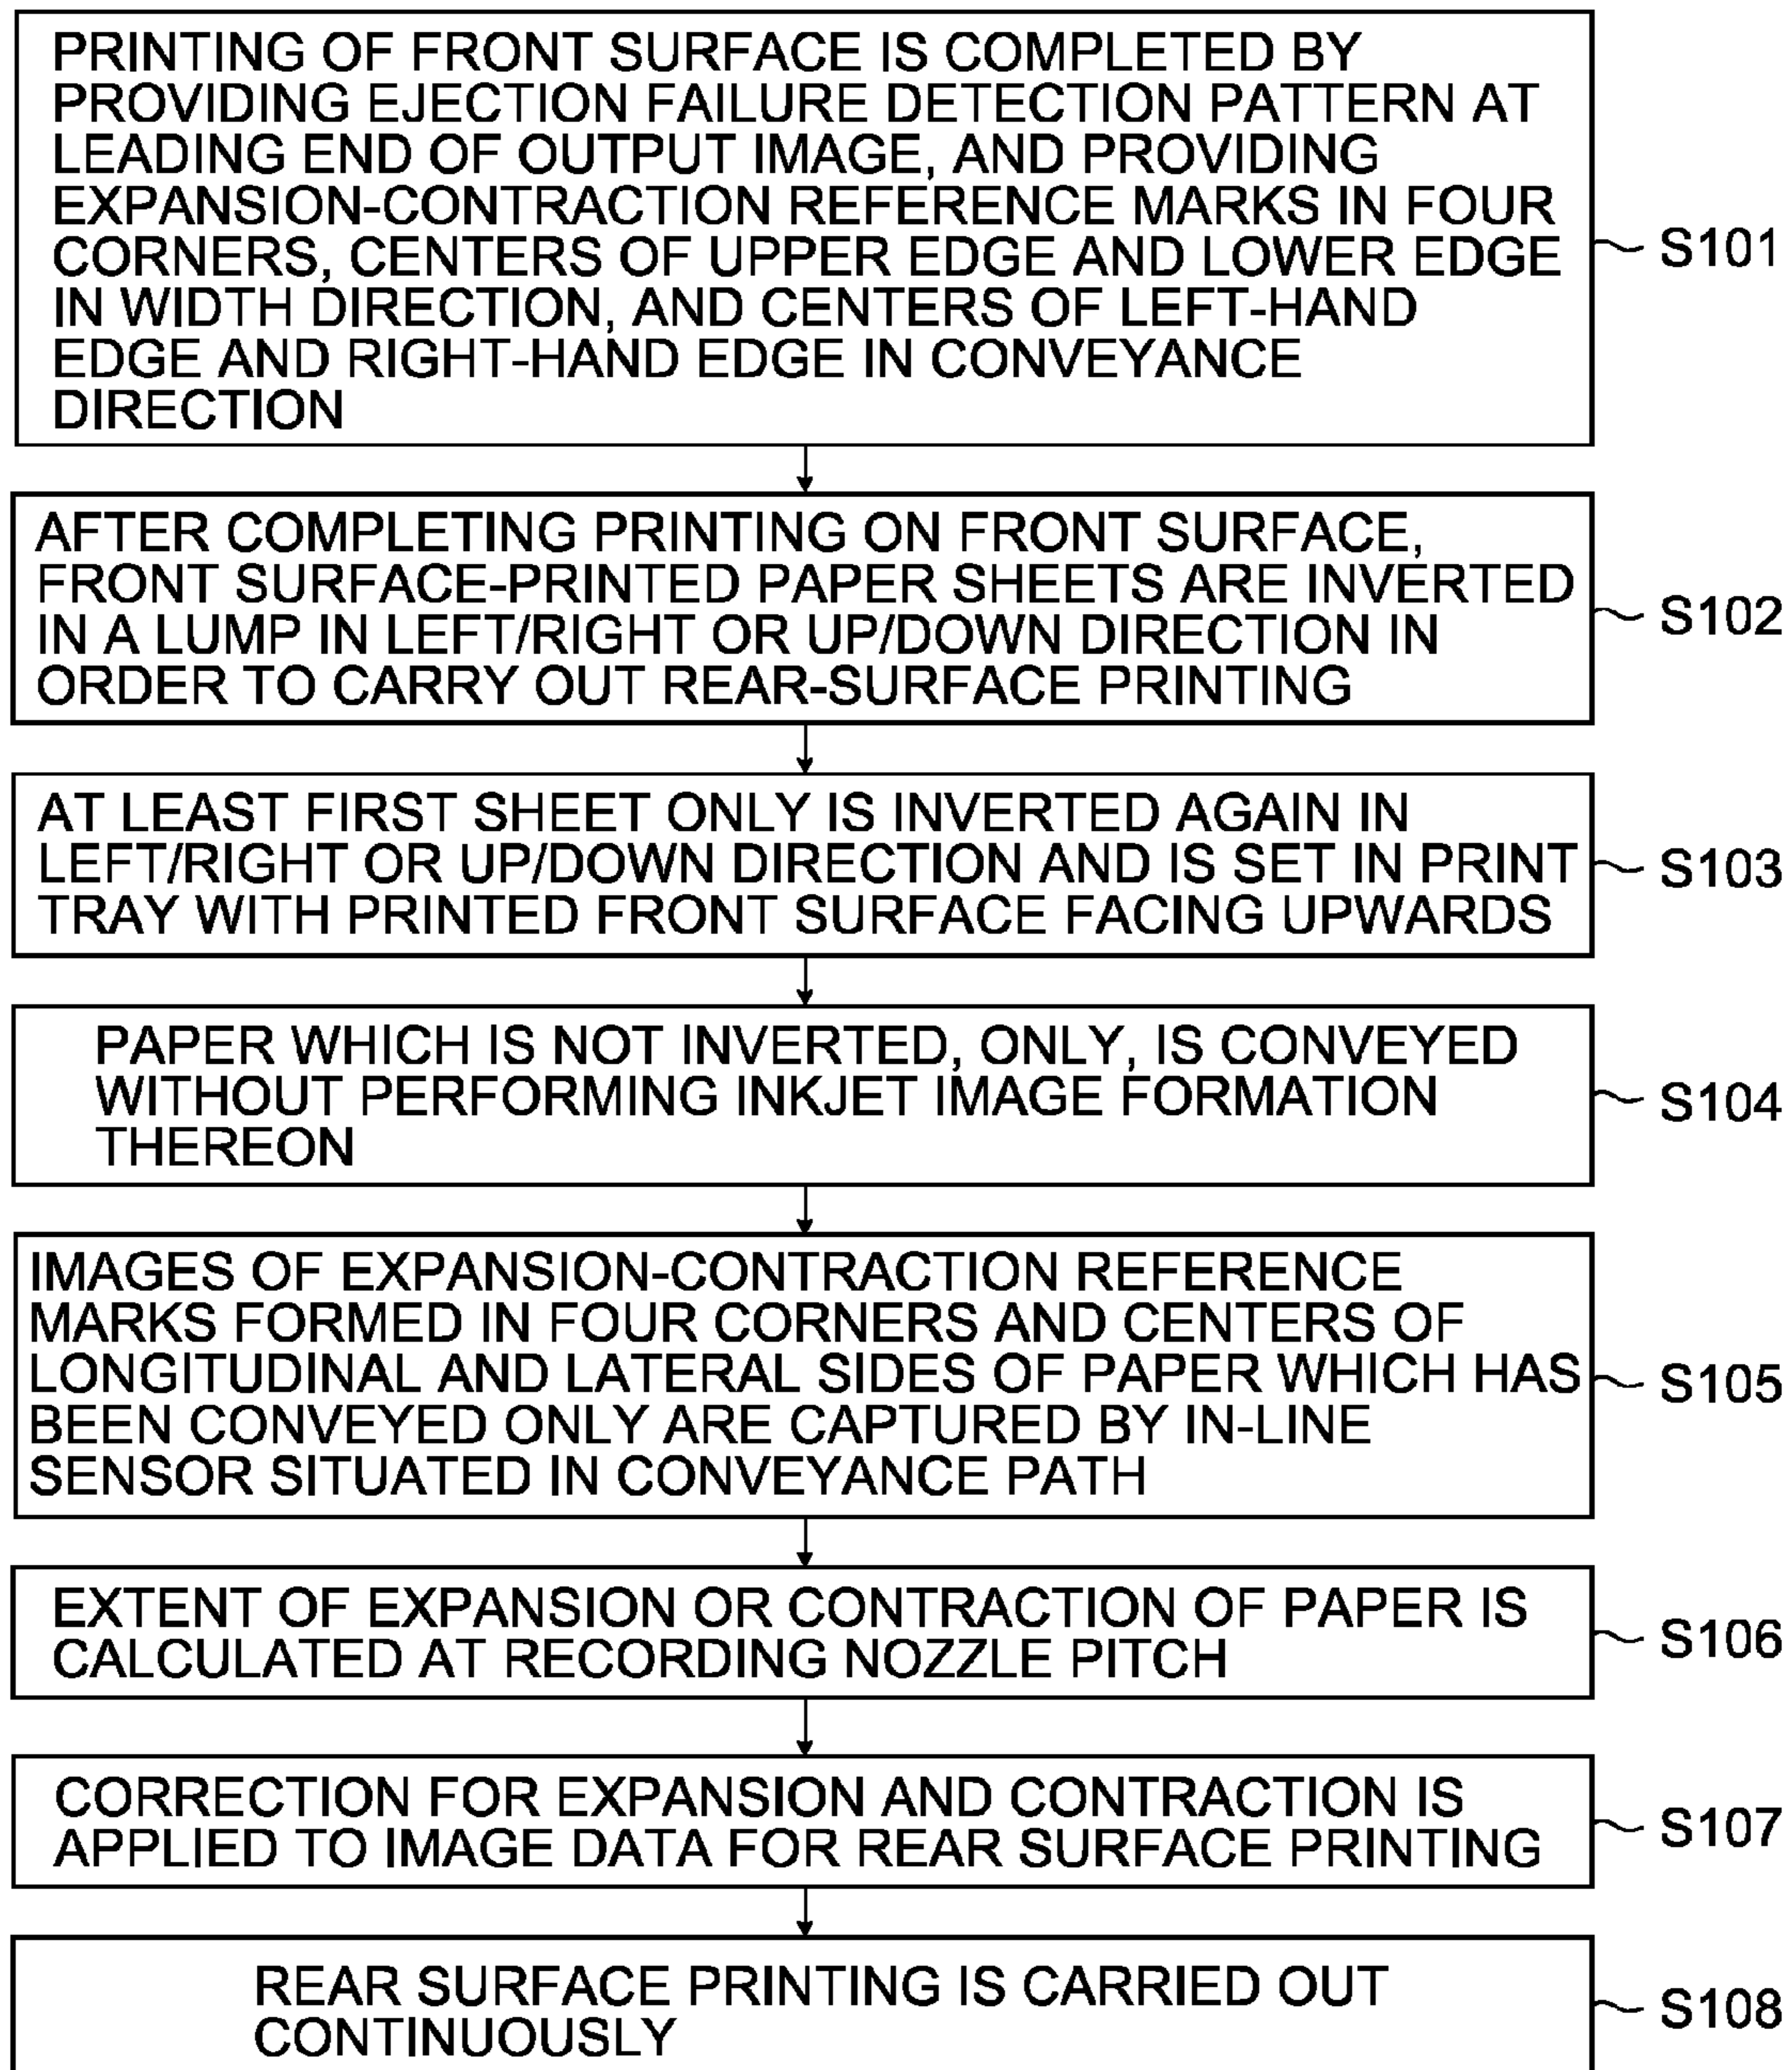 PRINTING OF FRONT SURFACE IS COMPLETED BY
PROVIDING EJECTION FAILURE DETECTION PATTERN AT
LEADING END OF OUTPUT IMAGE, AND PROVIDING
EXPANSION-CONTRACTION REFERENCE MARKS IN FOUR
CORNERS, CENTERS OF UPPER EDGE AND LOWER EDGE
IN WIDTH DIRECTION, AND CENTERS OF LEFT-HAND
EDGE AND RIGHT-HAND EDGE IN CONVEYANCE
DIRECTION
S101
AFTER COMPLETING PRINTING ON FRONT SURFACE,
FRONT SURFACE-PRINTED PAPER SHEETS ARE INVERTED
IN A LUMP IN LEFT/RIGHT OR UP/DOWN DIRECTION IN
ORDER TO CARRY OUT REAR-SURFACE PRINTING
S102
AT LEAST FIRST SHEET ONLY IS INVERTED AGAIN IN
LEFT/RIGHT OR UP/DOWN DIRECTION AND IS SET IN PRINT
TRAY WITH PRINTED FRONT SURFACE FACING UPWARDS
S103
PAPER WHICH IS NOT INVERTED, ONLY, IS CONVEYED
WITHOUT PERFORMING INKJET IMAGE FORMATION
THEREON
S104
IMAGES OF EXPANSION-CONTRACTION REFERENCE
MARKS FORMED IN FOUR CORNERS AND CENTERS OF
LONGITUDINAL AND LATERAL SIDES OF PAPER WHICH HAS
BEEN CONVEYED ONLY ARE CAPTURED BY IN-LINE
SENSOR SITUATED IN CONVEYANCE PATH
S105
EXTENT OF EXPANSION OR CONTRACTION OF PAPER IS
CALCULATED AT RECORDING NOZZLE PITCH
S106
CORRECTION FOR EXPANSION AND CONTRACTION IS
APPLIED TO IMAGE DATA FOR REAR SURFACE PRINTING
S107
REAR SURFACE PRINTING IS CARRIED OUT
CONTINUOUSLY
S108